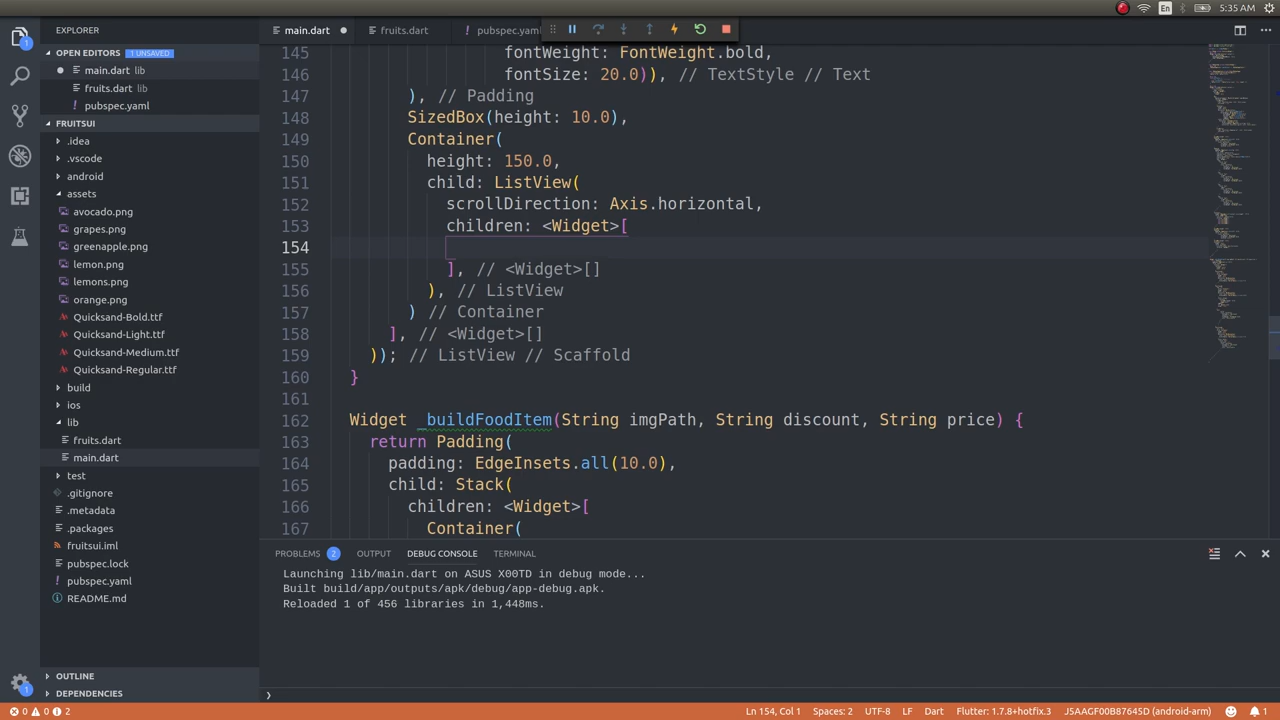 En
5:35 AM
EXPLORER
main.dart
fruits.dart
pubspec.yaml
OPEN EDITORS
1 UNSAVED
main.dart lib
fruits.dart lib
pubspec.yaml
FRUITSUI
.idea
.vscode
android
assets
avocado.png
grapes.png
greenapple.png
lemon.png
lemons.png
orange.png
Quicksand-Bold.ttf
Quicksand-Light.ttf
Quicksand-Medium.ttf
Quicksand-Regular.ttf
build
ios
lib
fruits.dart
main.dart
test
.gitignore
.metadata
.packages
fruitsui.iml
pubspec.lock
pubspec.yaml
README.md
OUTLINE
DEPENDENCIES
1
1
145 fontWeight: FontWeight.bold,
146 fontSize: 20.0)), // TextStyle // Text
147 ), // Padding
148 SizedBox(height: 10.0),
149 Container(
150 height: 150.0,
151 child: ListView(
152 scrollDirection: Axis.horizontal,
153 children: <Widget>[
154
155 ], // <Widget>[]
156 ), // ListView
157 ) // Container
158 ], // <Widget>[]
159 )); // ListView // Scaffold
160 }
161
162 Widget _buildFoodItem(String imgPath, String discount, String price) {
163 return Padding(
164 padding: EdgeInsets.all(10.0),
165 child: Stack(
166 children: <Widget>[
167 Container(
PROBLEMS 2 OUTPUT DEBUG CONSOLE TERMINAL
Launching lib/main.dart on ASUS X00TD in debug mode...
Built build/app/outputs/apk/debug/app-debug.apk.
Reloaded 1 of 456 libraries in 1,448ms.
❯
0 0 2
Ln 154, Col 1
Spaces: 2
UTF-8
LF
Dart
Flutter: 1.7.8+hotfix.3
J5AAGF00B87645D (android-arm)
1